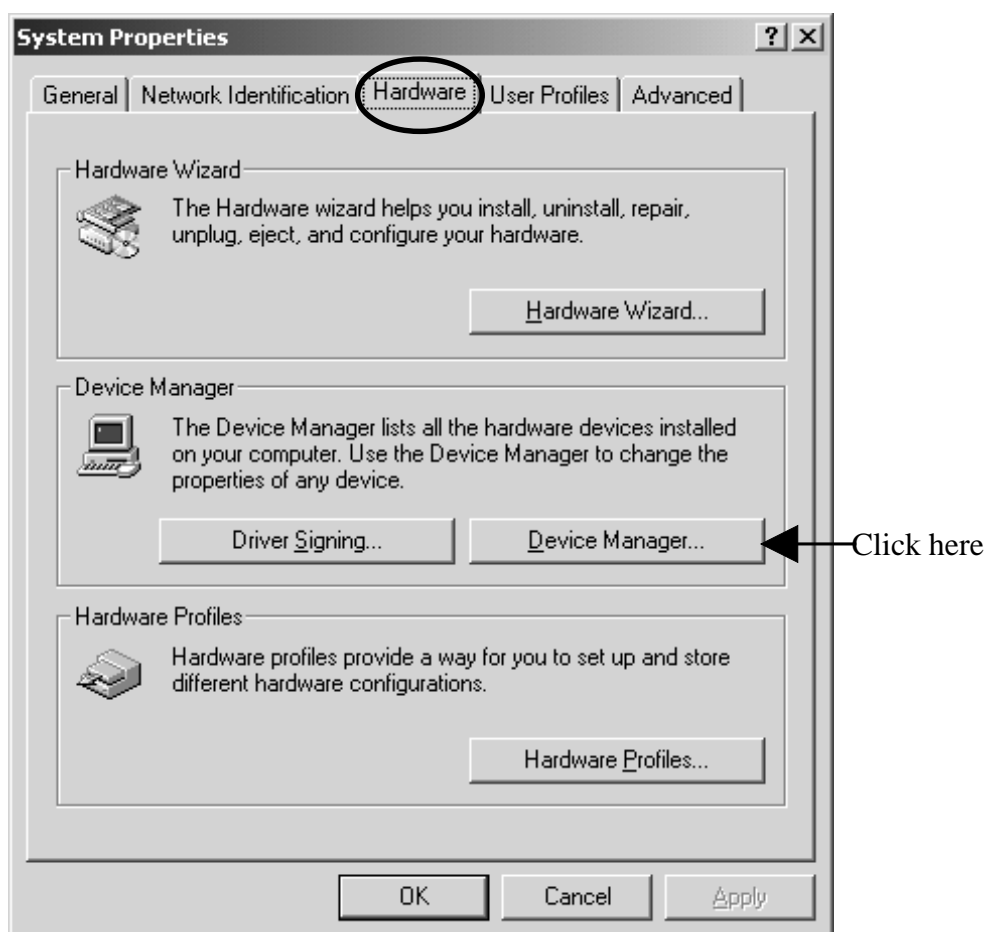 System Properties
General Network Identification Hardware User Profiles Advanced
Hardware Wizard
The Hardware wizard helps you install, uninstall, repair,
unplug, eject, and configure your hardware.
Hardware Wizard...
Device Manager
The Device Manager lists all the hardware devices installed
on your computer. Use the Device Manager to change the
properties of any device.
Driver Signing... Device Manager...
Click here
Hardware Profiles
Hardware profiles provide a way for you to set up and store
different hardware configurations.
Hardware Profiles...
OK Cancel Apply